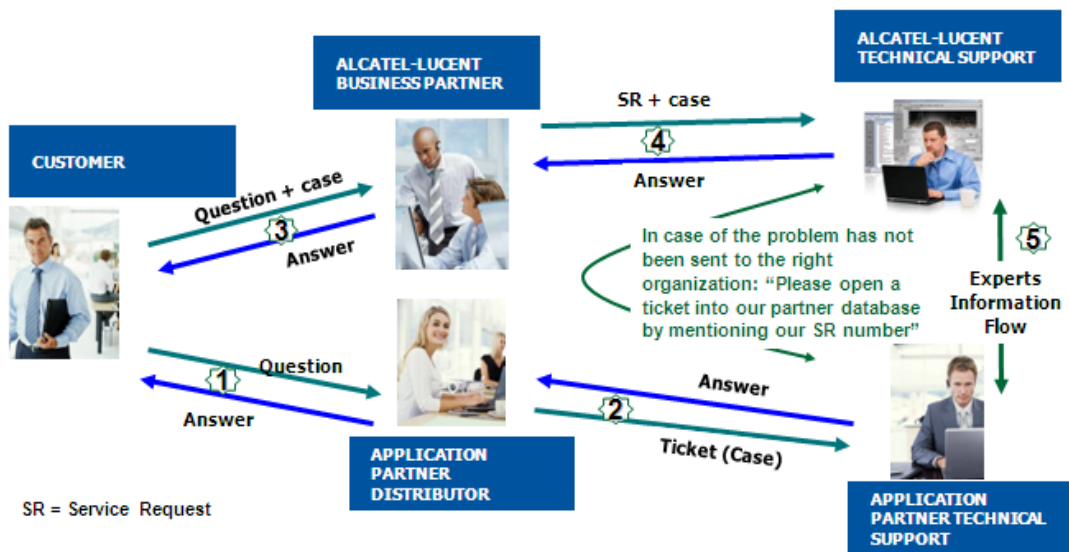 ALCATEL-LUCENT
BUSINESS PARTNER
ALCATEL-LUCENT
TECHNICAL SUPPORT
CUSTOMER
SR + case
4
Answer
Question + case
3
Answer
In case of the problem has not
been sent to the right
organization: “Please open a
ticket into our partner database
by mentioning our SR number”
5
Experts
Information
Flow
Question
1
Answer
Answer
2
Ticket (Case)
APPLICATION
PARTNER
DISTRIBUTOR
APPLICATION
PARTNER TECHNICAL
SUPPORT
SR = Service Request